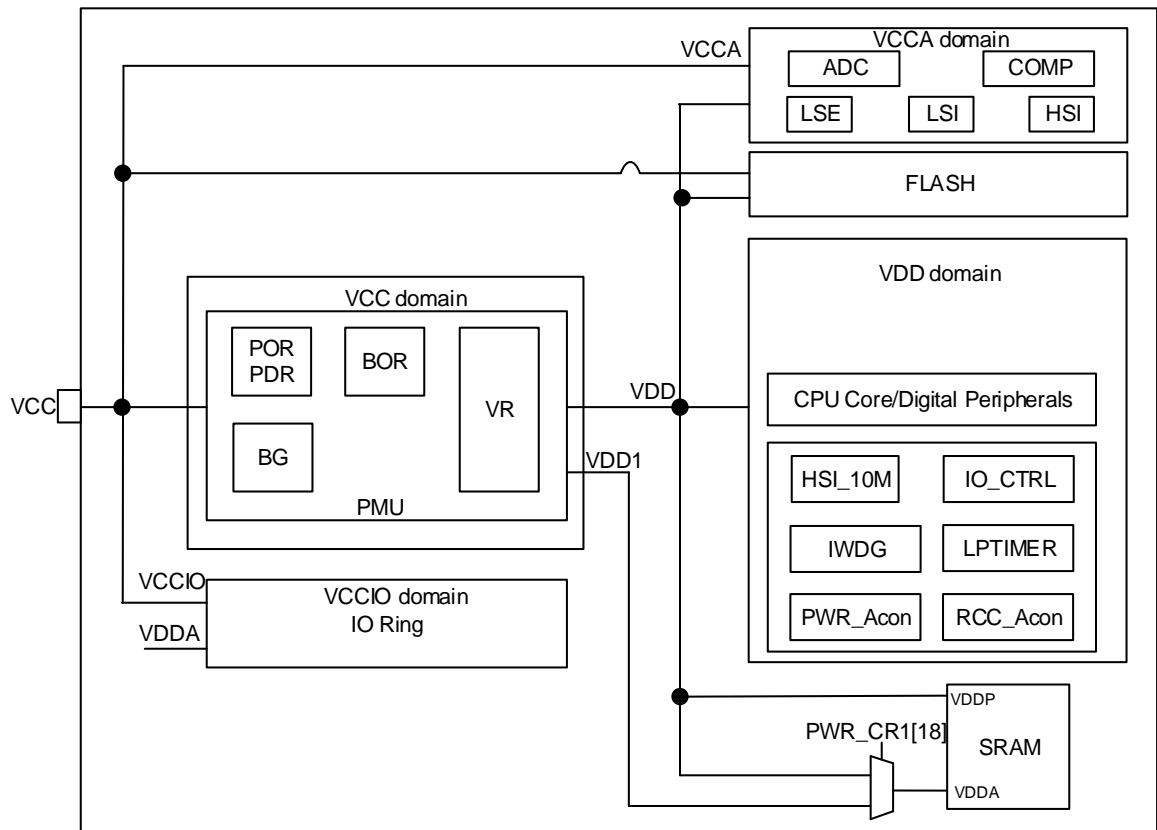 VCCA domain
VCCA
ADC
COMP
LSE
LSI
HSI
FLASH
VDD domain
VCC domain
POR
PDR
BOR
VR
VCC
VDD
CPU Core/Digital Peripherals
BG
VDD1
HSI_10M
IO_CTRL
PMU
IWDG
LPTIMER
VCCIO
VCCIO domain
IO Ring
VDDA
PWR_Acon
RCC_Acon
VDDP
PWR_CR1[18]
SRAM
VDDA